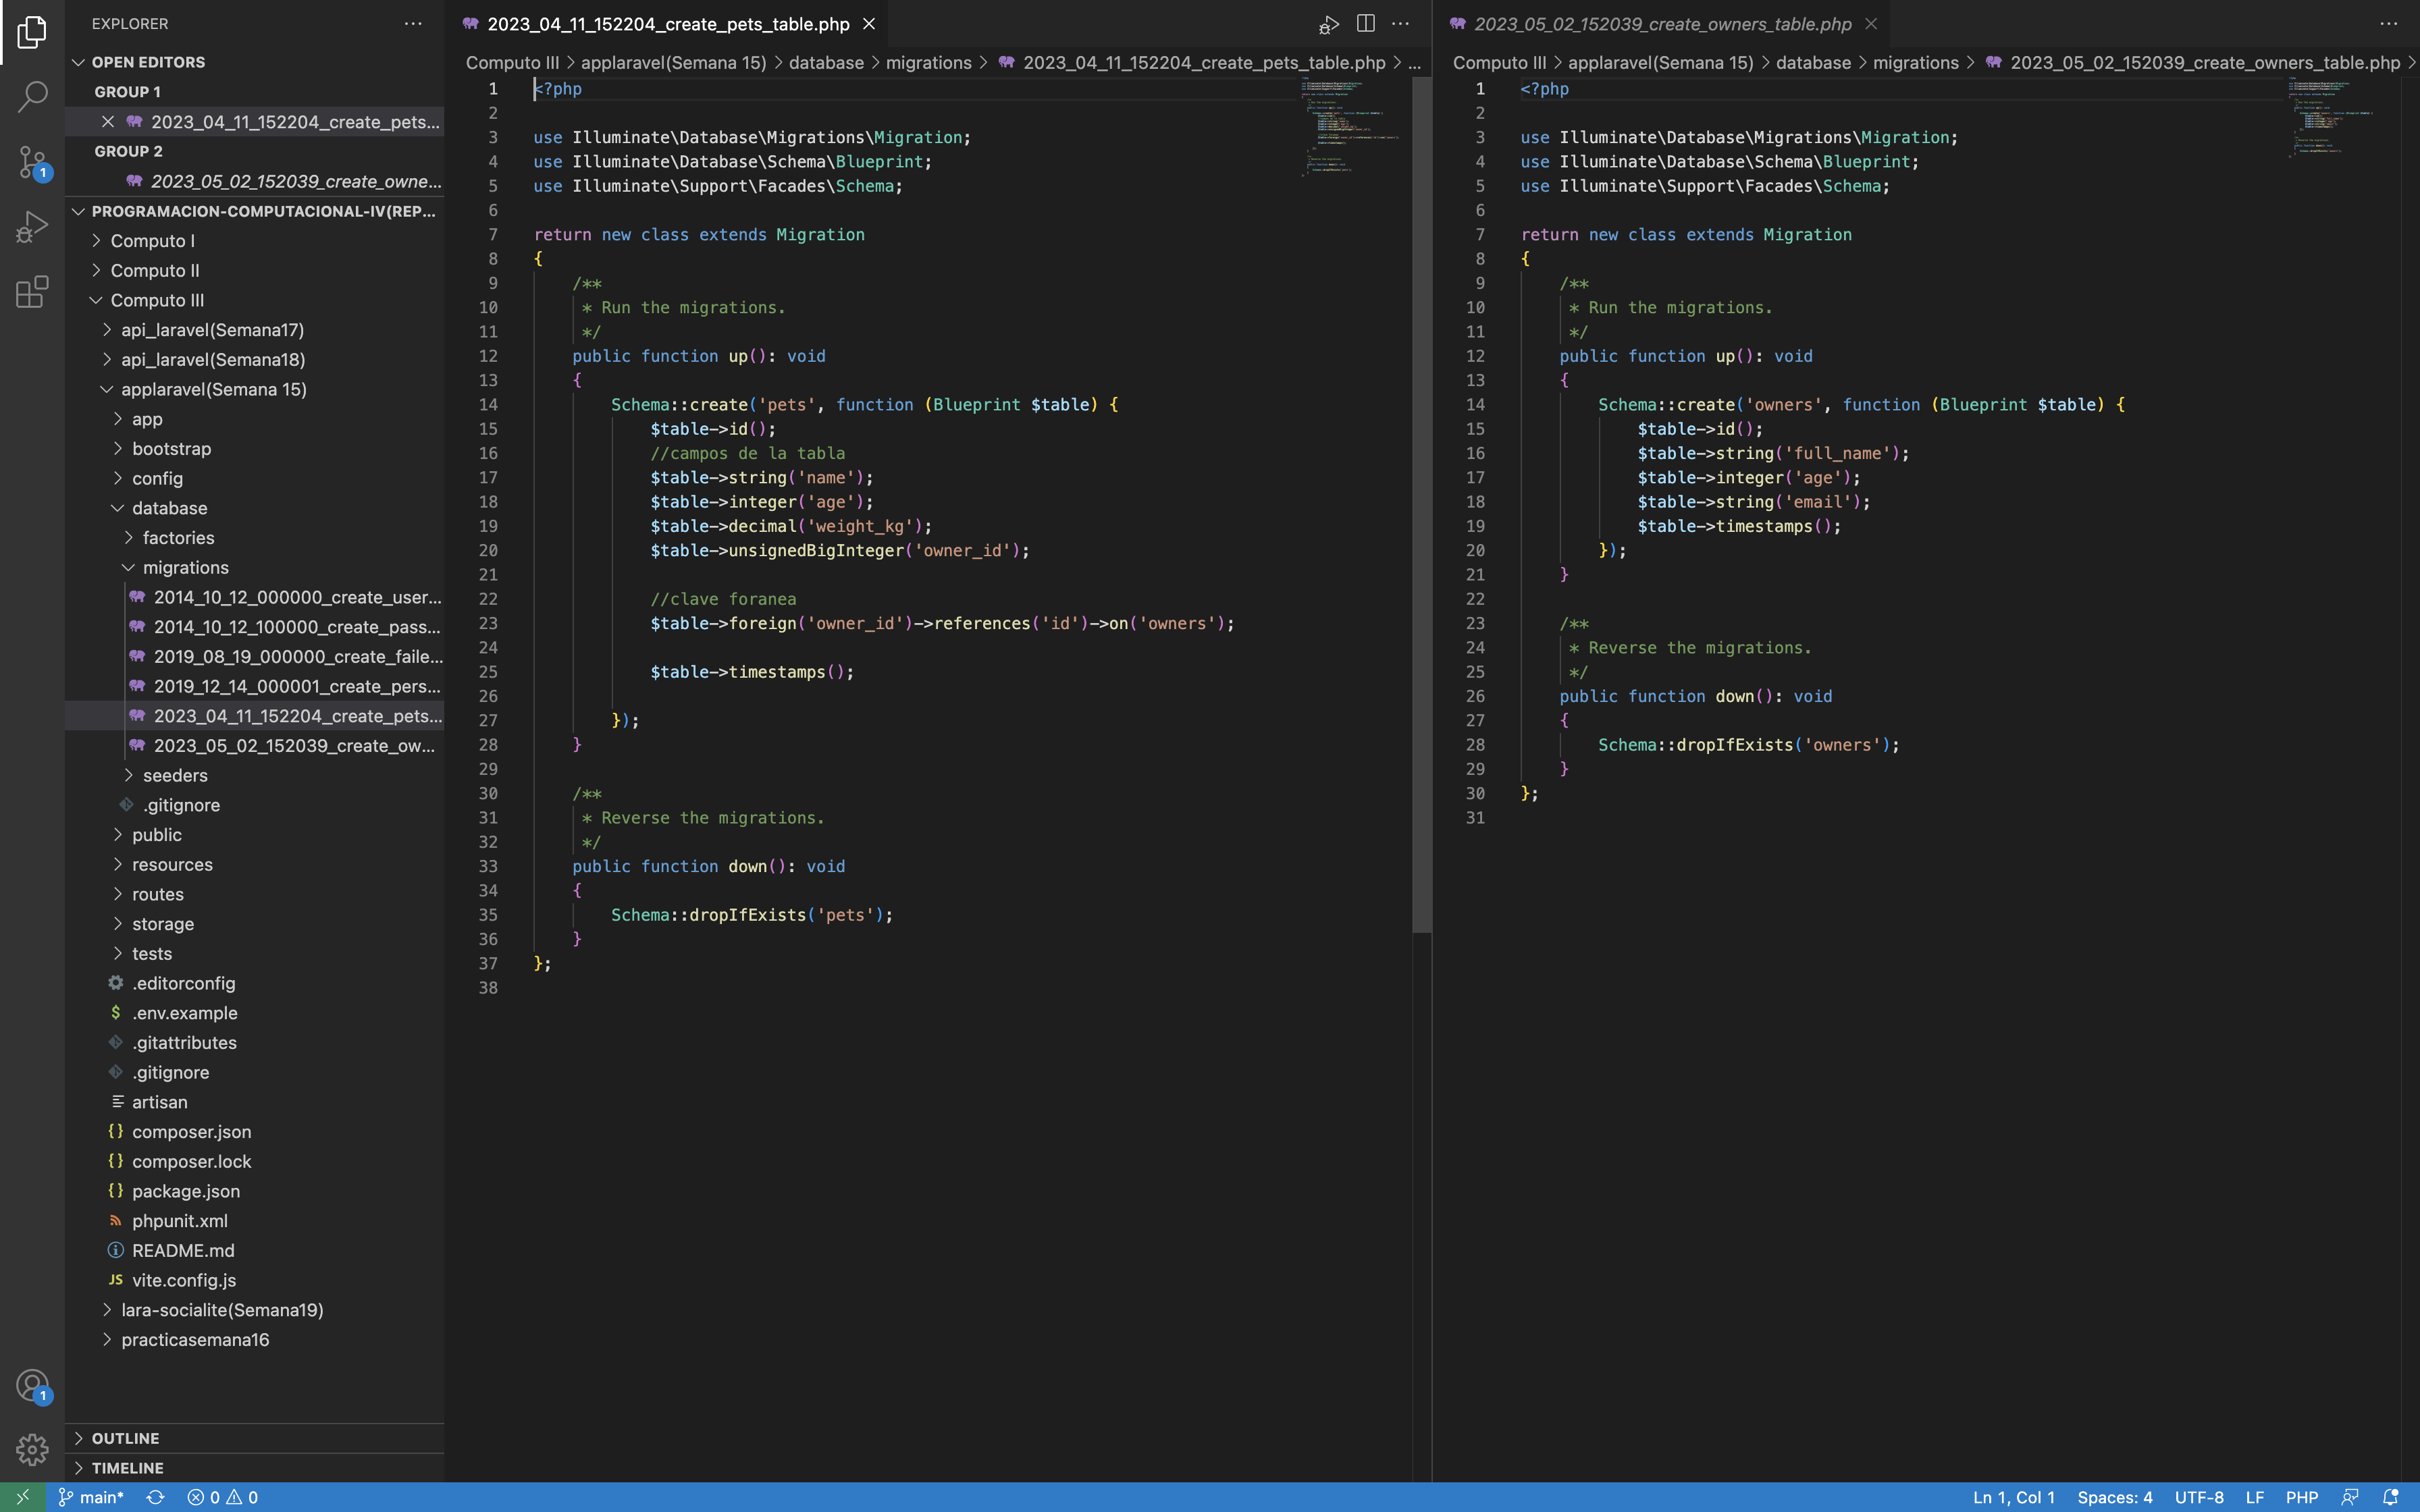 EXPLORER
OPEN EDITORS
GROUP 1
2023_04_11_152204_create_pets...
GROUP 2
2023_05_02_152039_create_owne...
PROGRAMACION-COMPUTACIONAL-IV(REP...
Computo I
Computo II
Computo III
api_laravel(Semana17)
api_laravel(Semana18)
applaravel(Semana 15)
app
bootstrap
config
database
factories
migrations
2014_10_12_000000_create_user...
2014_10_12_100000_create_pass...
2019_08_19_000000_create_faile...
2019_12_14_000001_create_pers...
2023_04_11_152204_create_pets...
2023_05_02_152039_create_ow...
seeders
.gitignore
public
resources
routes
storage
tests
.editorconfig
$ .env.example
.gitattributes
.gitignore
artisan
{} composer.json
{} composer.lock
{} package.json
phpunit.xml
README.md
JS vite.config.js
lara-socialite(Semana19)
practicasemana16
OUTLINE
TIMELINE
1
1
2023_04_11_152204_create_pets_table.php
Computo III > applaravel(Semana 15) > database > migrations > 2023_04_11_152204_create_pets_table.php > ...
1 <?php
2
3 use Illuminate\Database\Migrations\Migration;
4 use Illuminate\Database\Schema\Blueprint;
5 use Illuminate\Support\Facades\Schema;
6
7 return new class extends Migration
8 {
9 /**
10 * Run the migrations.
11 */
12 public function up(): void
13 {
14 Schema::create('pets', function (Blueprint $table) {
15 $table->id();
16 //campos de la tabla
17 $table->string('name');
18 $table->integer('age');
19 $table->decimal('weight_kg');
20 $table->unsignedBigInteger('owner_id');
21
22 //clave foranea
23 $table->foreign('owner_id')->references('id')->on('owners');
24
25 $table->timestamps();
26
27 });
28 }
29
30 /**
31 * Reverse the migrations.
32 */
33 public function down(): void
34 {
35 Schema::dropIfExists('pets');
36 }
37 };
38
2023_05_02_152039_create_owners_table.php
Computo III > applaravel(Semana 15) > database > migrations > 2023_05_02_152039_create_owners_table.php >
1 <?php
2
3 use Illuminate\Database\Migrations\Migration;
4 use Illuminate\Database\Schema\Blueprint;
5 use Illuminate\Support\Facades\Schema;
6
7 return new class extends Migration
8 {
9 /**
10 * Run the migrations.
11 */
12 public function up(): void
13 {
14 Schema::create('owners', function (Blueprint $table) {
15 $table->id();
16 $table->string('full_name');
17 $table->integer('age');
18 $table->string('email');
19 $table->timestamps();
20 });
21 }
22
23 /**
24 * Reverse the migrations.
25 */
26 public function down(): void
27 {
28 Schema::dropIfExists('owners');
29 }
30 };
31
main* 0 0
Ln 1, Col 1 Spaces: 4 UTF-8 LF PHP